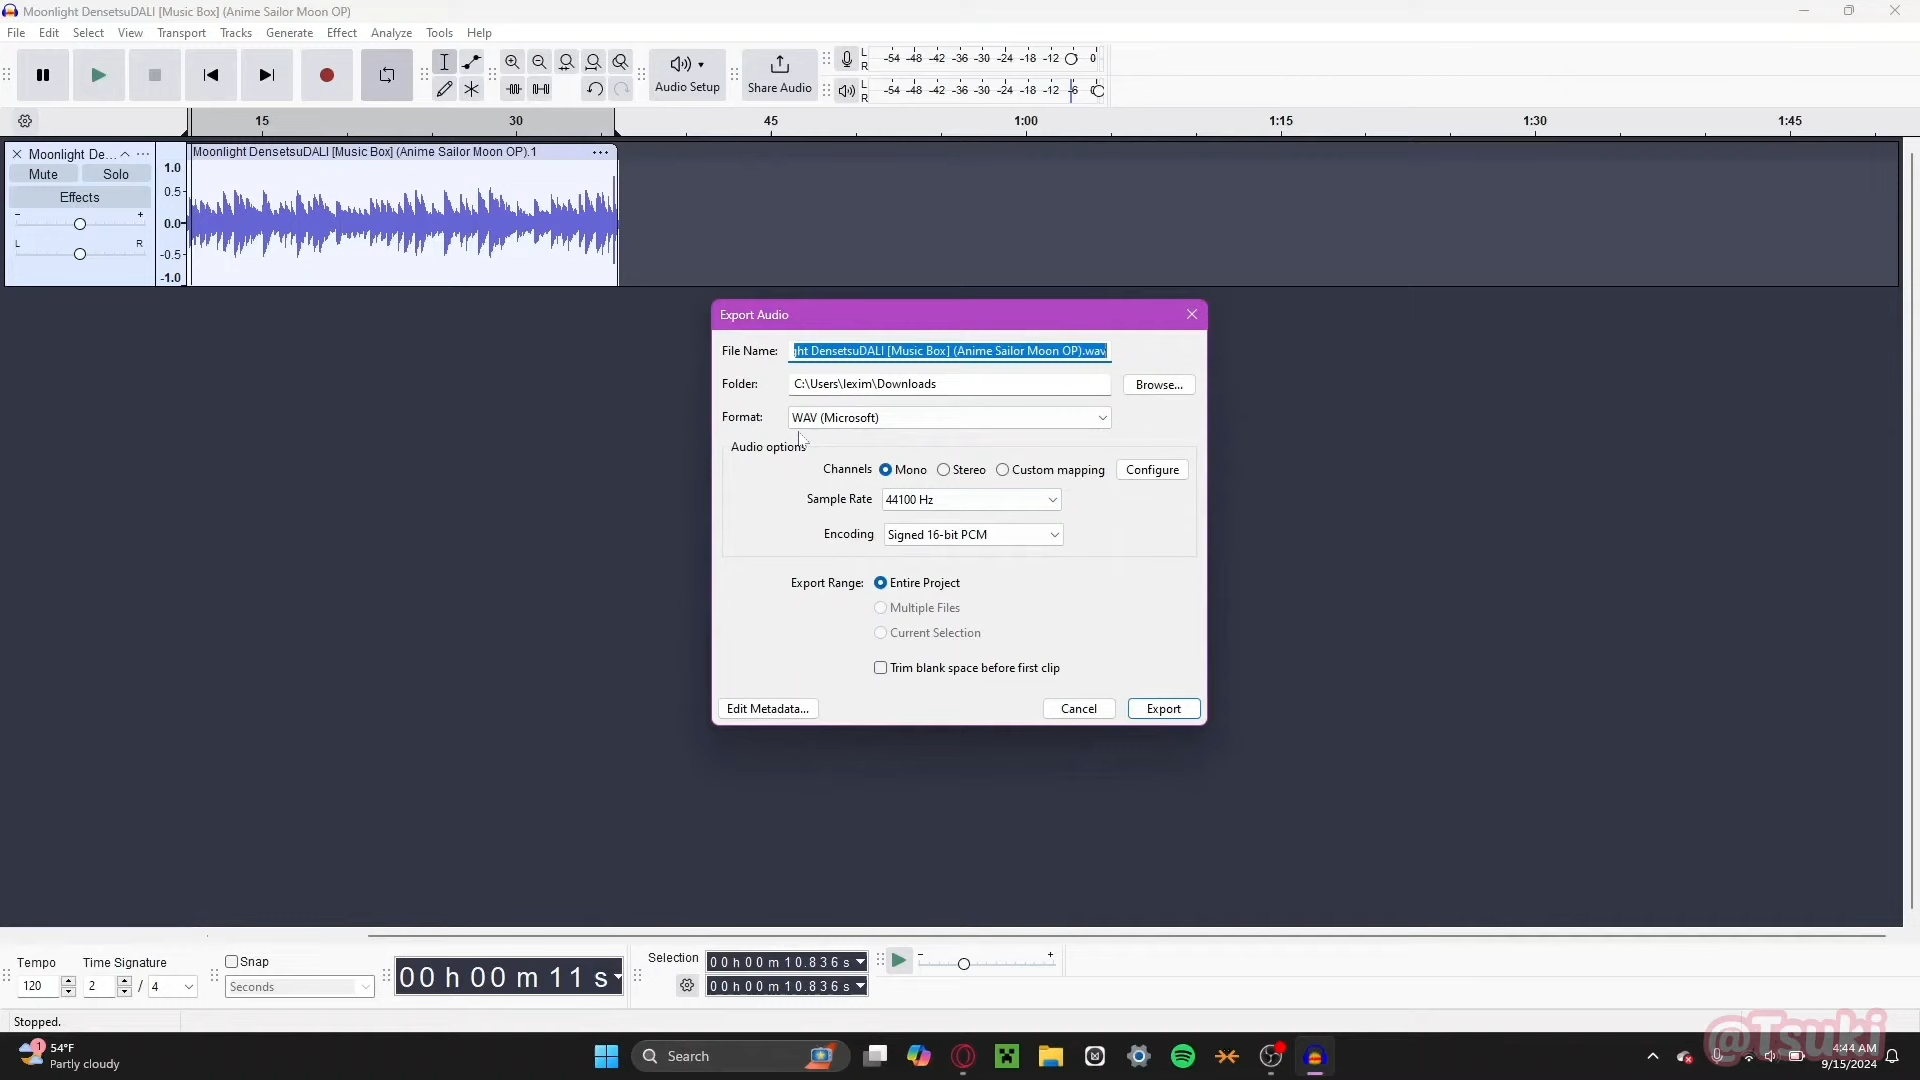 Moonlight DensetsuDALI [Music Box] (Anime Sailor Moon OP)
File Edit Select View Transport Tracks Generate Effect Analyze Tools Help
Audio Setup
Share Audio
L R -54 -48 -42 -36 -30 -24 -18 -12 0
L R -54 -48 -42 -36 -30 -24 -18 -12 -6 0
15 30 45 1:00 1:15 1:30 1:45
Moonlight De...
Mute Solo
Effects
- +
L R
1.0
0.5
0.0
-0.5
-1.0
Moonlight DensetsuDALI [Music Box] (Anime Sailor Moon OP).1
Export Audio
File Name: ght DensetsuDALI [Music Box] (Anime Sailor Moon OP).wav
Folder: C:\Users\lexim\Downloads Browse...
Format: WAV (Microsoft)
Audio options
Channels Mono Stereo Custom mapping Configure
Sample Rate 44100 Hz
Encoding Signed 16-bit PCM
Export Range: Entire Project
Multiple Files
Current Selection
Trim blank space before first clip
Edit Metadata... Cancel Export
Tempo
120
Time Signature
2 / 4
Snap
Seconds
00 h 00 m 11 s
Selection
00 h 00 m 10.836 s
00 h 00 m 10.836 s
- +
Stopped.
1
54°F
Partly cloudy
Search
@Tsuki
4:44 AM
9/15/2024